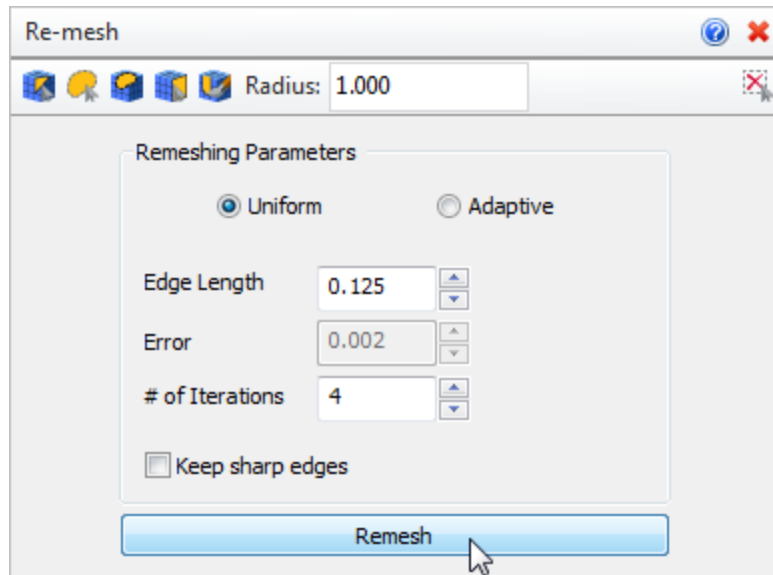 Re-mesh
Radius: 1.000
Remeshing Parameters
Uniform Adaptive
Edge Length 0.125
Error 0.002
# of Iterations 4
Keep sharp edges
Remesh